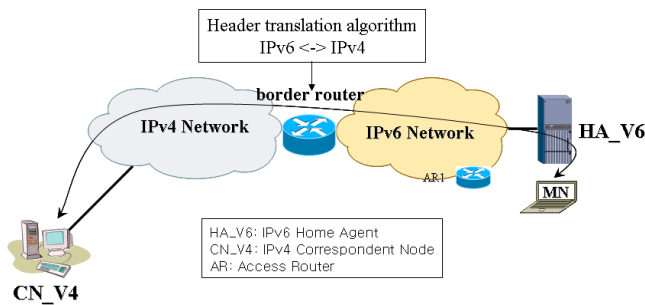 Header translation algorithm
IPv6 <-> IPv4
border router
IPv4 Network
IPv6 Network
HA_V6
AR1
MN
HA_V6: IPv6 Home Agent
CN_V4: IPv4 Correspondent Node
AR: Access Router
CN_V4